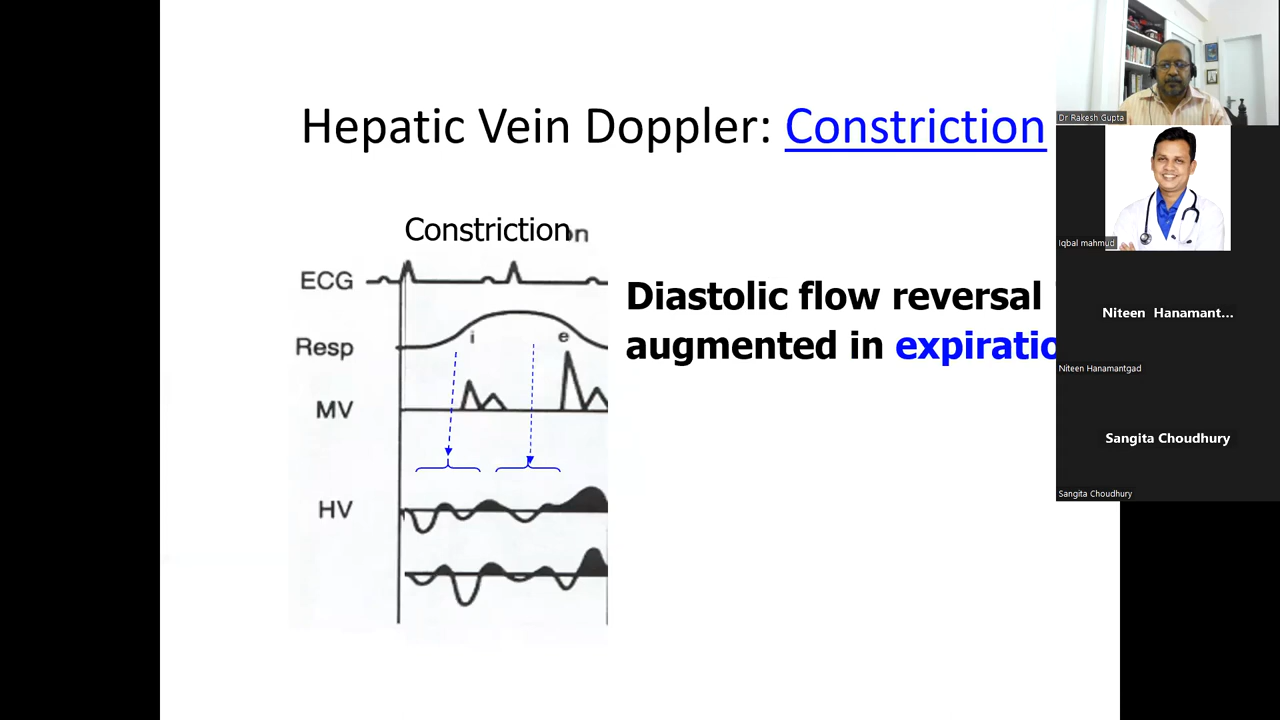 Hepatic Vein Doppler: Constriction
Constriction
ECG
Resp
i
e
MV
HV
Diastolic flow reversal
augmented in expiratio
Dr Rakesh Gupta
Iqbal mahmud
Niteen Hanamant...
Niteen Hanamantgad
Sangita Choudhury
Sangita Choudhury